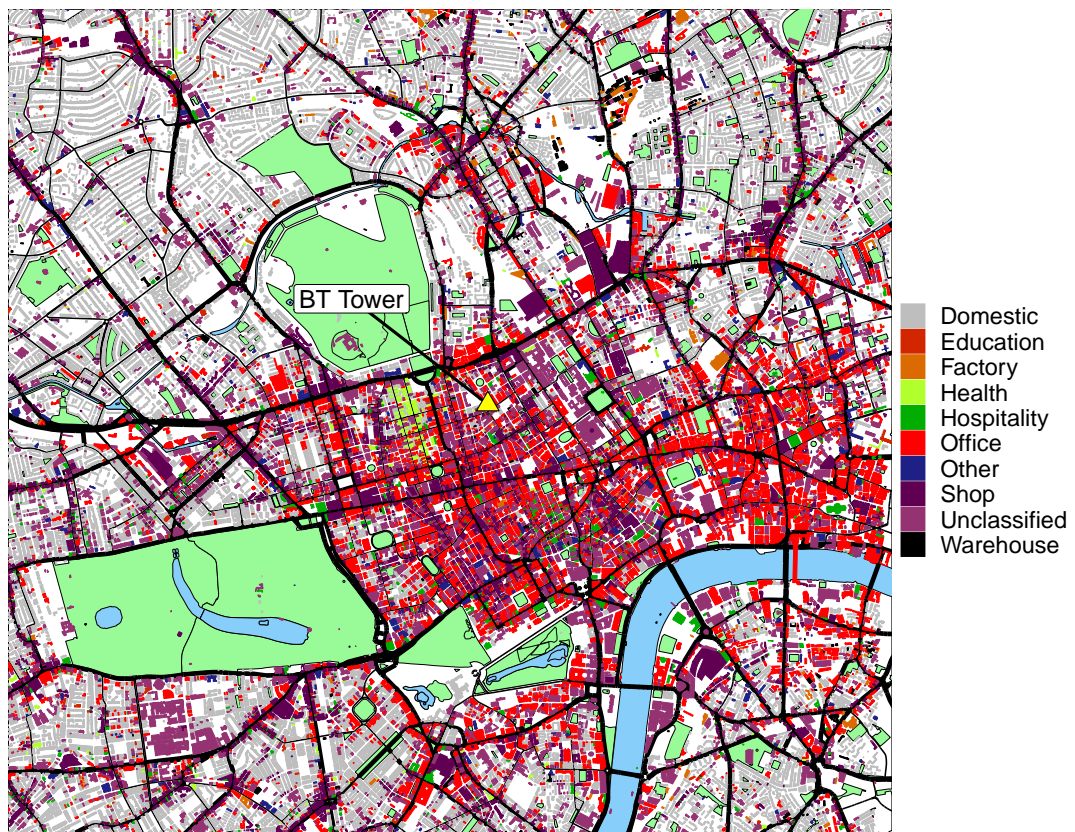 BT Tower
Domestic
Education
Factory
Health
Hospitality
Office
Other
Shop
Unclassified
Warehouse